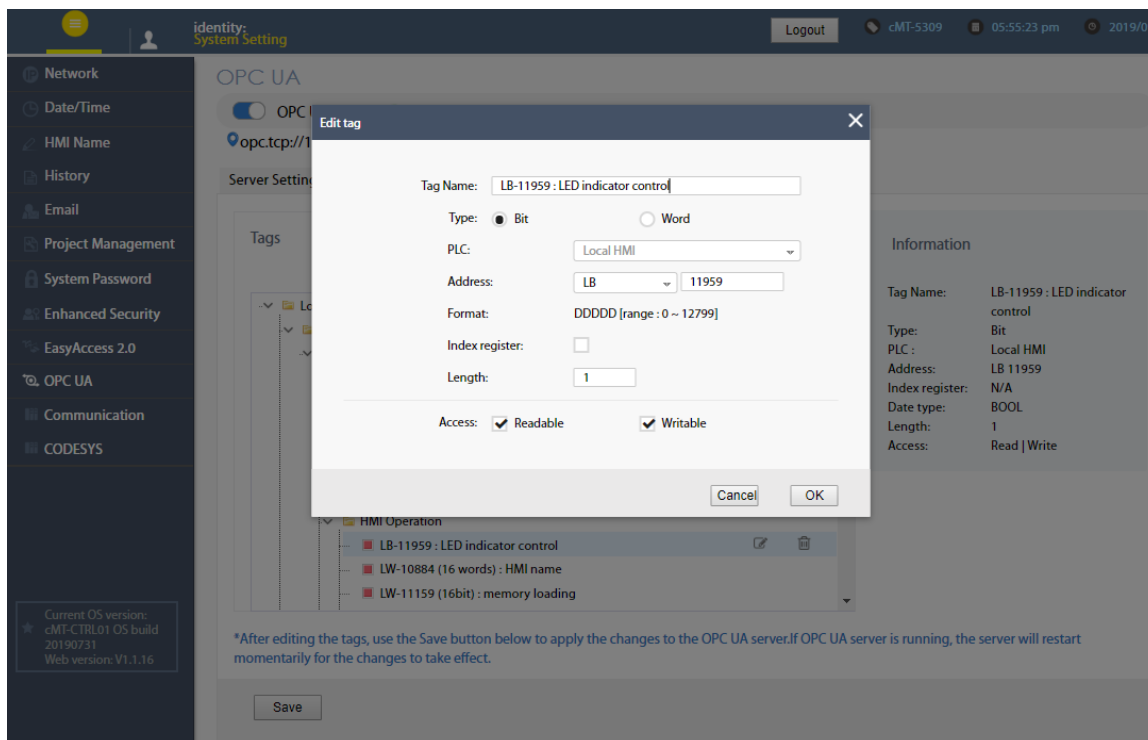 identity:
System Setting
Logout
cMT-5309
05:55:23 pm
2019/0
Network
Date/Time
HMI Name
History
Email
Project Management
System Password
Enhanced Security
EasyAccess 2.0
OPC UA
Communication
CODESYS
Current OS version:
cMT-CTRL01 OS build
20190731
Web version: V1.1.16
OPC UA
OPC
opc.tcp://1
Server Setting
Tags
Lo
Edit tag
Tag Name: LB-11959 : LED indicator control
Type: Bit Word
PLC: Local HMI
Address: LB 11959
Format: DDDDD [range : 0 ~ 12799]
Index register:
Length: 1
Access: Readable Writable
Cancel OK
HMI Operation
LB-11959 : LED indicator control
LW-10884 (16 words) : HMI name
LW-11159 (16bit) : memory loading
Information
Tag Name: LB-11959 : LED indicator
control
Type: Bit
PLC : Local HMI
Address: LB 11959
Index register: N/A
Date type: BOOL
Length: 1
Access: Read | Write
*After editing the tags, use the Save button below to apply the changes to the OPC UA server.If OPC UA server is running, the server will restart
momentarily for the changes to take effect.
Save